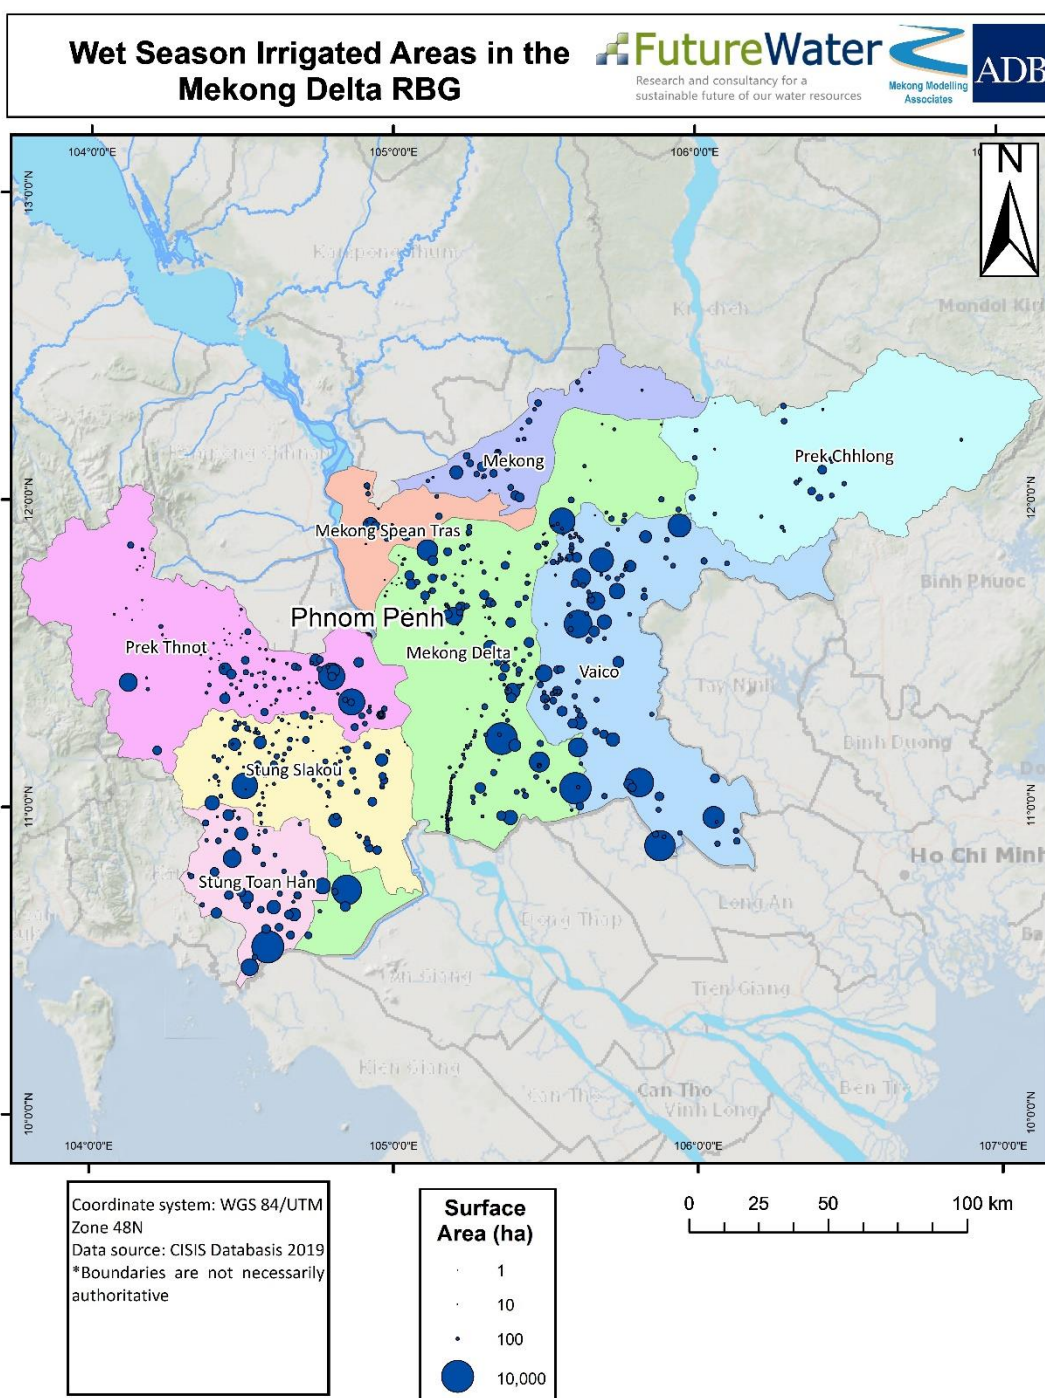 Wet Season Irrigated Areas in the
Mekong Delta RBG
FutureWater
Research and consultancy for a
sustainable future of our water resources
Mekong Modelling
Associates
ADB
104°0'0"E
105°0'0"E
106°0'0"E
N
13°0'0"N
13°0'0"N
Kampong Thum
Kratcheh
Mondol Kiri
Kampong Chhnang
Mekong
Prek Chhlong
12°0'0"N
12°0'0"N
Mekong Spean Tras
Binh Phuoc
Phnom Penh
Prek Thnot
Mekong Delta
Vaico
Tay Ninh
Binh Duong
Stung Slakou
11°0'0"N
11°0'0"N
Ho Chi Minh
Stung Toan Han
Long An
Dong Thap
An Giang
Tien Giang
Kien Giang
Can Tho
Can Tho
Ben Tre
Vinh Long
10°0'0"N
10°0'0"N
104°0'0"E
105°0'0"E
106°0'0"E
107°0'0"E
Coordinate system: WGS 84/UTM
Zone 48N
Data source: CISIS Databasis 2019
*Boundaries are not necessarily
authoritative
Surface
Area (ha)
1
10
100
10,000
0 25 50 100 km